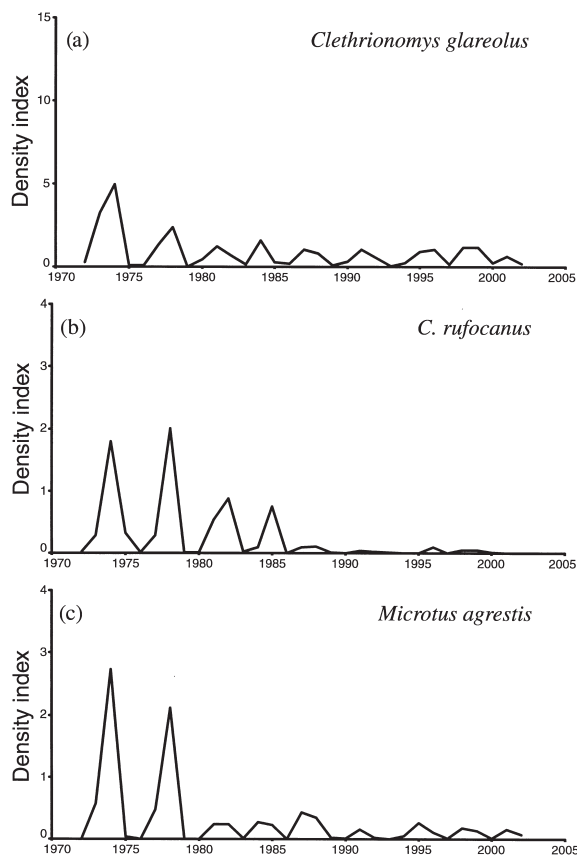 15
(a)
Clethrionomys glareolus
10
Density index
5
0
1970 1975 1980 1985 1990 1995 2000 2005
4
(b)
C. rufocanus
3
Density index
2
1
0
1970 1975 1980 1985 1990 1995 2000 2005
4
(c)
Microtus agrestis
3
Density index
2
1
0
1970 1975 1980 1985 1990 1995 2000 2005